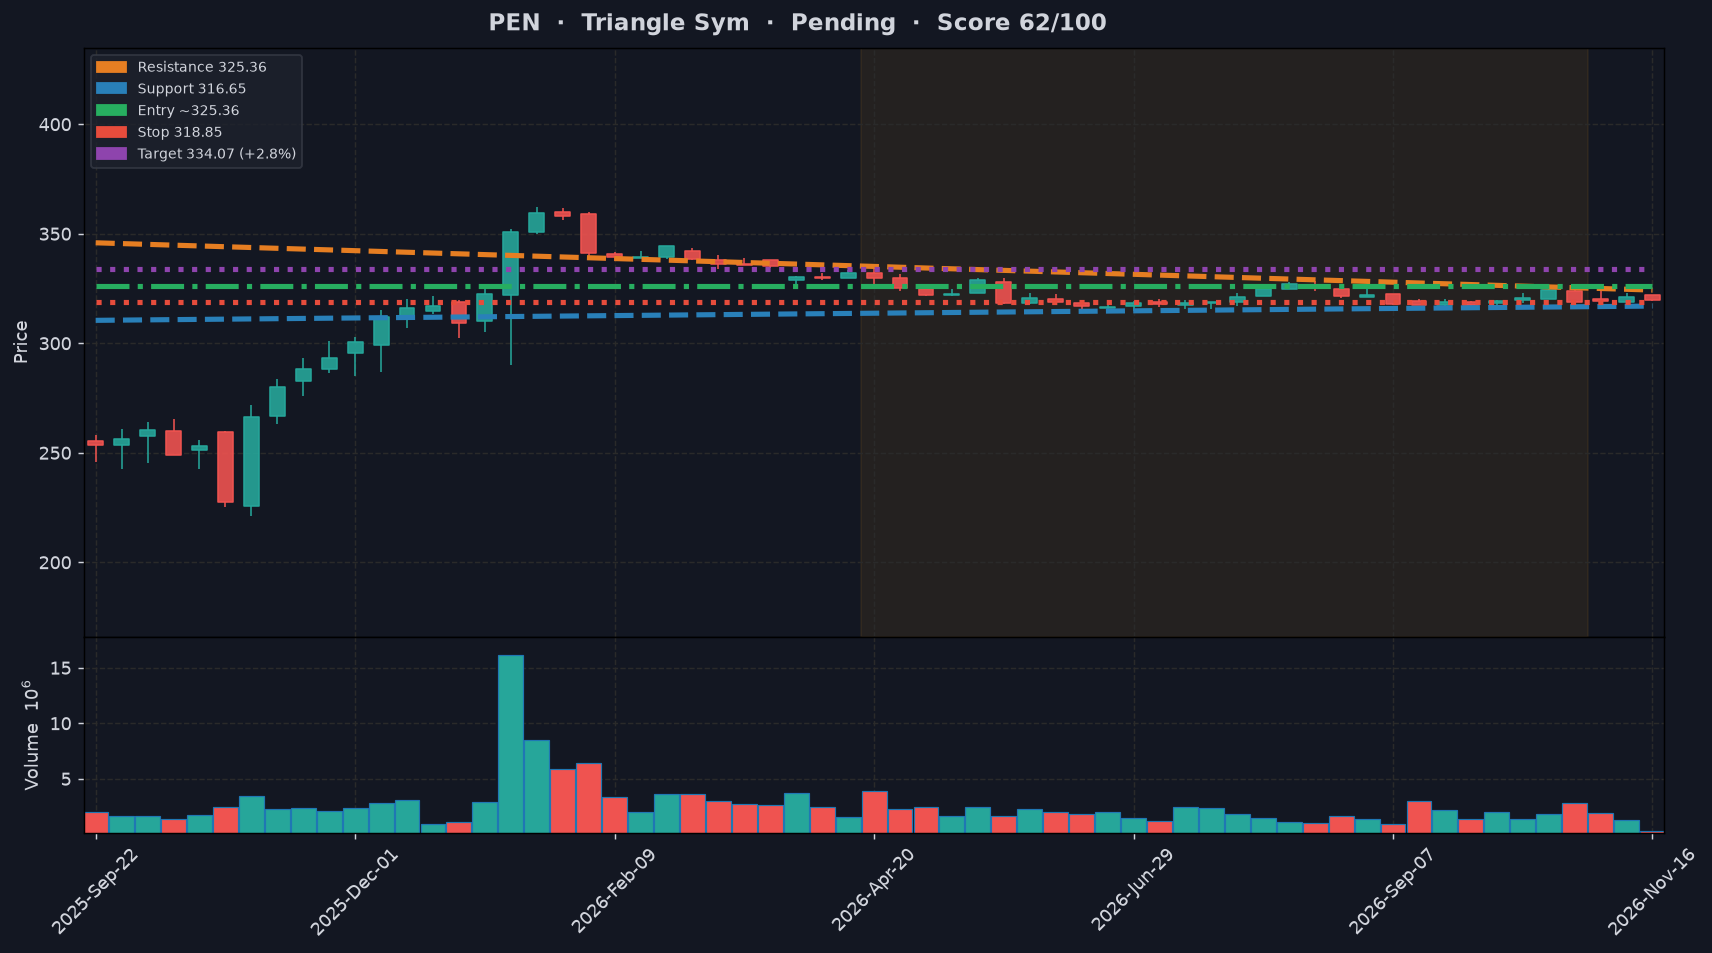 PEN · Triangle Sym · Pending · Score 62/100
Resistance 325.36
Support 316.65
Entry ~325.36
Stop 318.85
Target 334.07 (+2.8%)
400
350
300
250
200
Price
15
10
5
Volume 10⁶
2025-Sep-22
2025-Dec-01
2026-Feb-09
2026-Apr-20
2026-Jun-29
2026-Sep-07
2026-Nov-16